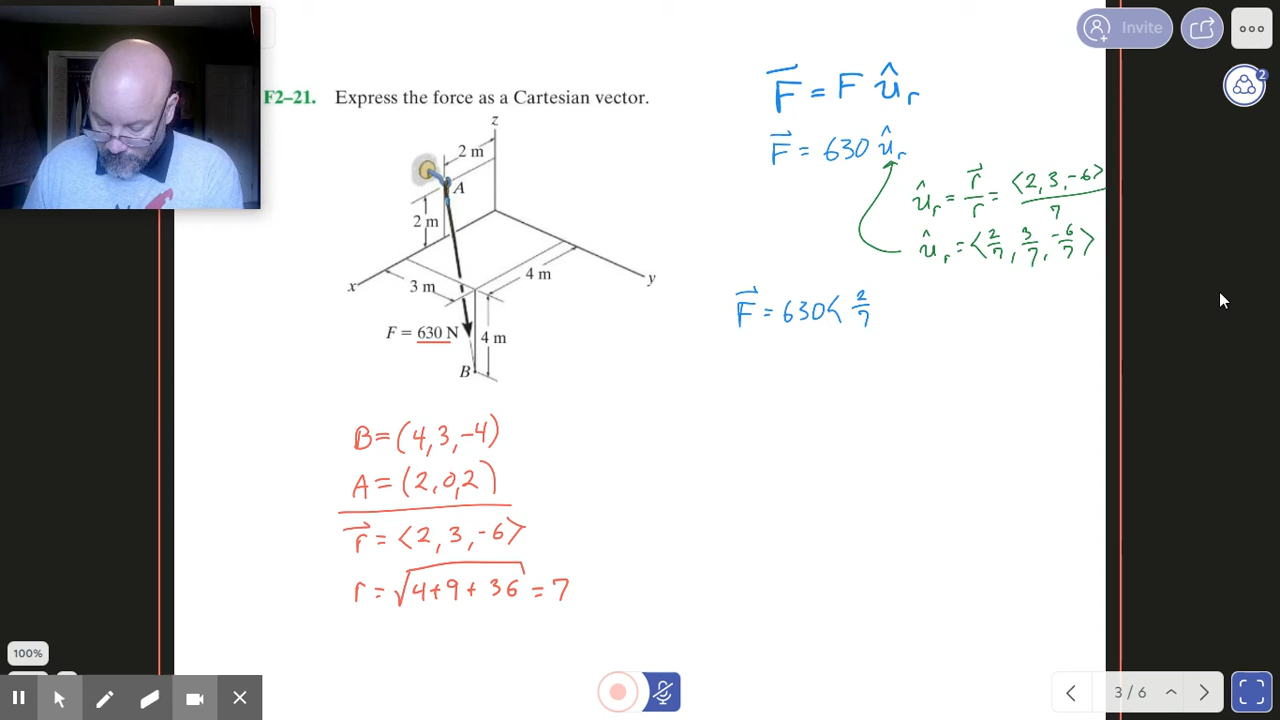 Invite
2
F2–21. Express the force as a Cartesian vector.
z
2 m
A
2 m
4 m
y
x
3 m
F = 630 N
4 m
B
B = (4, 3, -4)
A = (2, 0, 2)
r⃗ = <2, 3, -6>
r = √(4+9+36) = 7
F⃗ = F û_r
F⃗ = 630 û_r
û_r = r⃗/r = <2, 3, -6>/7
û_r = <2/7, 3/7, -6/7>
F⃗ = 630< 2/7
100%
3 / 6